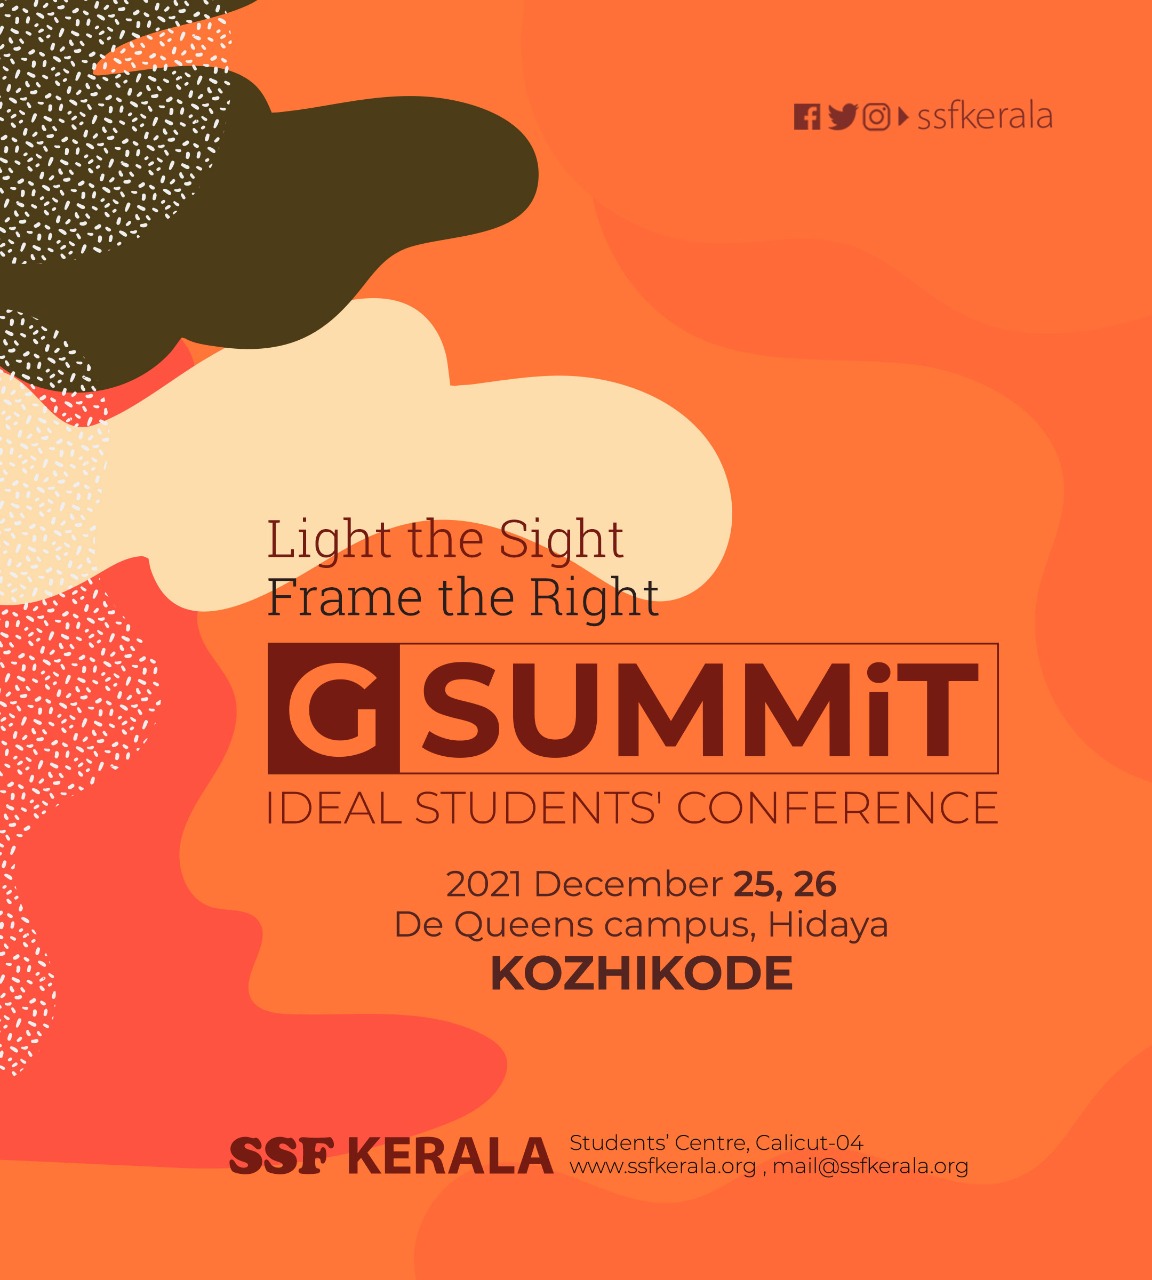 ssfkerala
Light the Sight
Frame the Right
G SUMMiT
IDEAL STUDENTS' CONFERENCE
2021 December 25, 26
De Queens campus, Hidaya
KOZHIKODE
SSF KERALA
Students' Centre, Calicut-04
www.ssfkerala.org , mail@ssfkerala.org